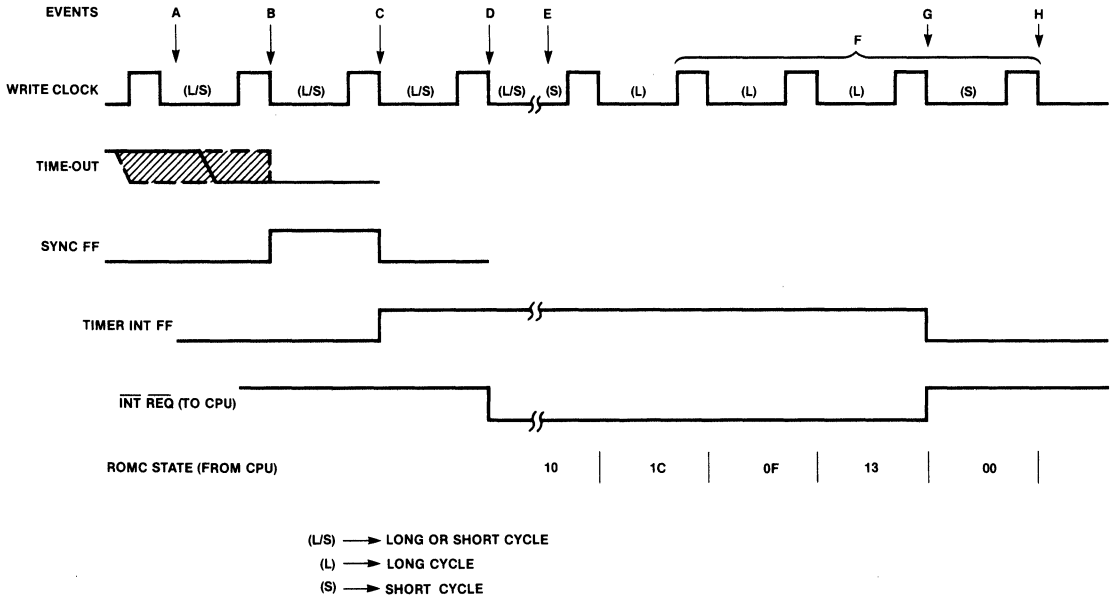 EVENTS A B C D E F G H
WRITE CLOCK (L/S) (L/S) (L/S) (L/S) (S) (L) (L) (L) (S)
TIME-OUT
SYNC FF
TIMER INT FF
INT REQ (TO CPU)
ROMC STATE (FROM CPU) 10 1C 0F 13 00
(L/S) → LONG OR SHORT CYCLE
(L) → LONG CYCLE
(S) → SHORT CYCLE